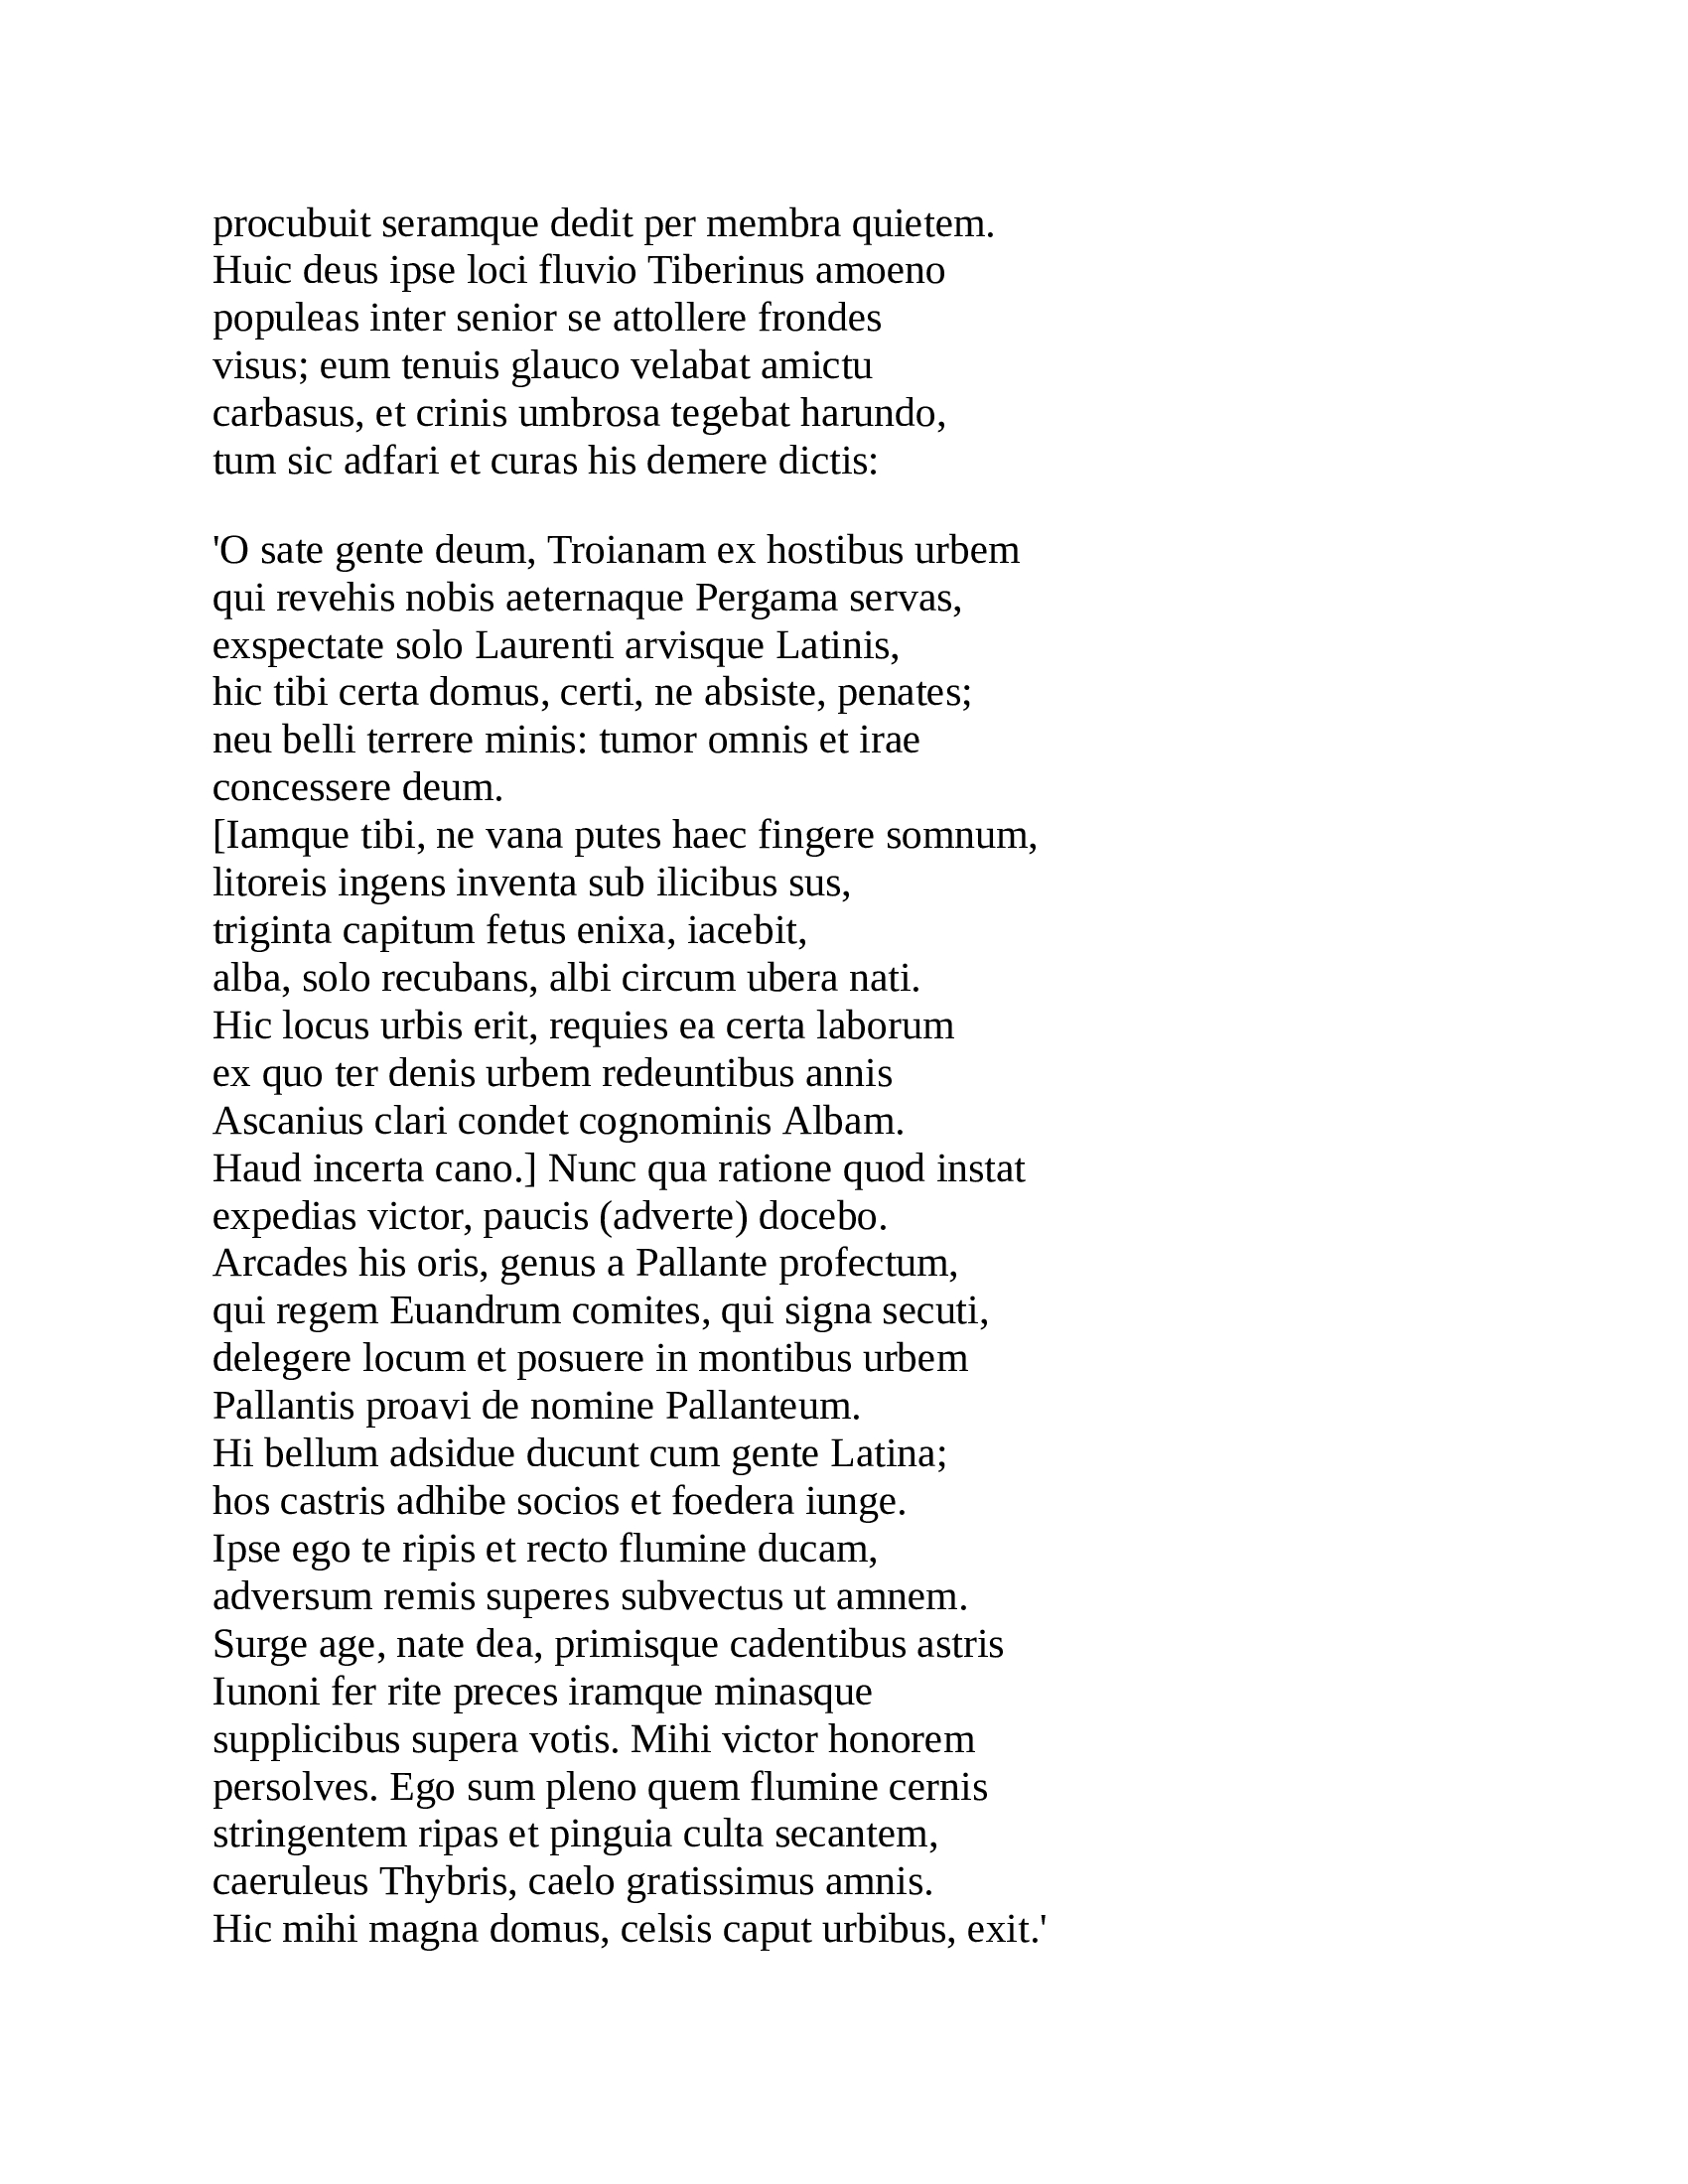 procubuit seramque dedit per membra quietem.
Huic deus ipse loci fluvio Tiberinus amoeno
populeas inter senior se attollere frondes
visus; eum tenuis glauco velabat amictu
carbasus, et crinis umbrosa tegebat harundo,
tum sic adfari et curas his demere dictis:

'O sate gente deum, Troianam ex hostibus urbem
qui revehis nobis aeternaque Pergama servas,
exspectate solo Laurenti arvisque Latinis,
hic tibi certa domus, certi, ne absiste, penates;
neu belli terrere minis: tumor omnis et irae
concessere deum.
[Iamque tibi, ne vana putes haec fingere somnum,
litoreis ingens inventa sub ilicibus sus,
triginta capitum fetus enixa, iacebit,
alba, solo recubans, albi circum ubera nati.
Hic locus urbis erit, requies ea certa laborum
ex quo ter denis urbem redeuntibus annis
Ascanius clari condet cognominis Albam.
Haud incerta cano.] Nunc qua ratione quod instat
expedias victor, paucis (adverte) docebo.
Arcades his oris, genus a Pallante profectum,
qui regem Euandrum comites, qui signa secuti,
delegere locum et posuere in montibus urbem
Pallantis proavi de nomine Pallanteum.
Hi bellum adsidue ducunt cum gente Latina;
hos castris adhibe socios et foedera iunge.
Ipse ego te ripis et recto flumine ducam,
adversum remis superes subvectus ut amnem.
Surge age, nate dea, primisque cadentibus astris
Iunoni fer rite preces iramque minasque
supplicibus supera votis. Mihi victor honorem
persolves. Ego sum pleno quem flumine cernis
stringentem ripas et pinguia culta secantem,
caeruleus Thybris, caelo gratissimus amnis.
Hic mihi magna domus, celsis caput urbibus, exit.'